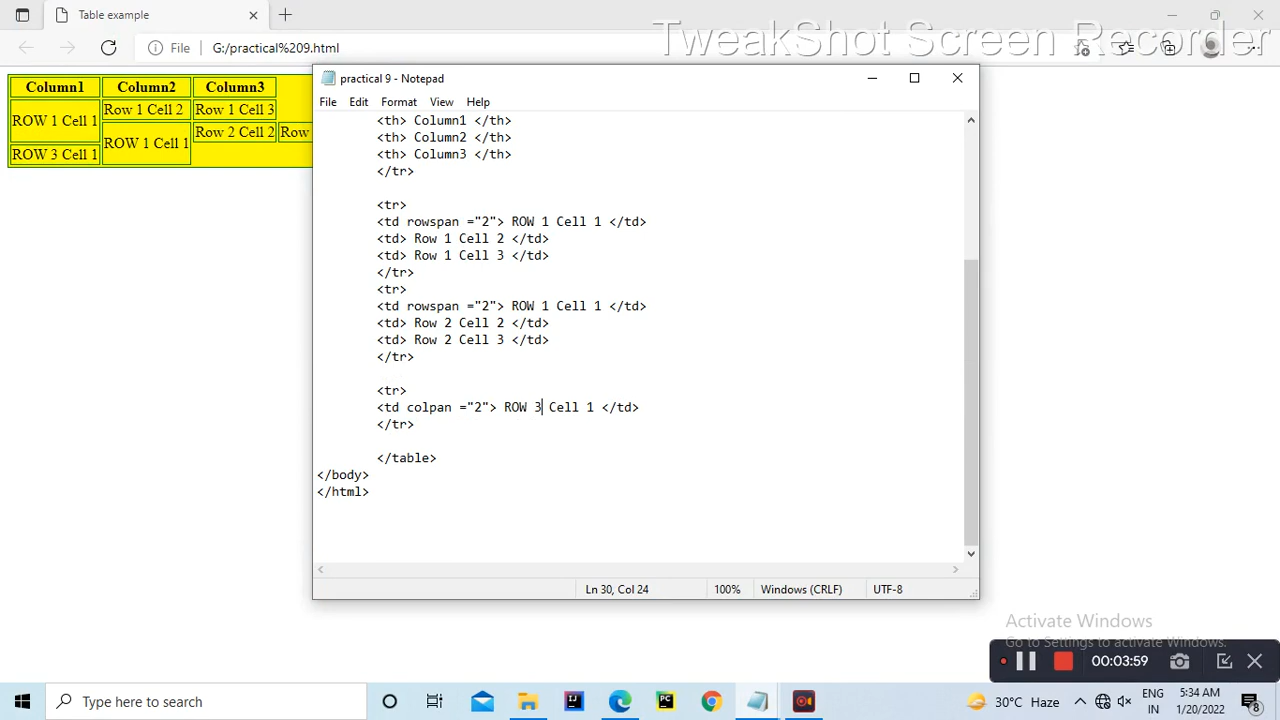 Table example
TweakShot Screen Recorder
File G:/practical%209.html
practical 9 - Notepad
File Edit Format View Help
Column1 Column2 Column3
ROW 1 Cell 1 Row 1 Cell 2 Row 1 Cell 3
ROW 1 Cell 1 Row 2 Cell 2 Row
ROW 3 Cell 1
<th> Column1 </th>
<th> Column2 </th>
<th> Column3 </th>
</tr>
<tr>
<td rowspan ="2"> ROW 1 Cell 1 </td>
<td> Row 1 Cell 2 </td>
<td> Row 1 Cell 3 </td>
</tr>
<tr>
<td rowspan ="2"> ROW 1 Cell 1 </td>
<td> Row 2 Cell 2 </td>
<td> Row 2 Cell 3 </td>
</tr>
<tr>
<td colpan ="2"> ROW 3 Cell 1 </td>
</tr>
</table>
</body>
</html>
Ln 30, Col 24 100% Windows (CRLF) UTF-8
Activate Windows
Go to Settings to activate Windows.
00:03:59
Type here to search
PC
30°C Haze
ENG
IN
5:34 AM
1/20/2022
8